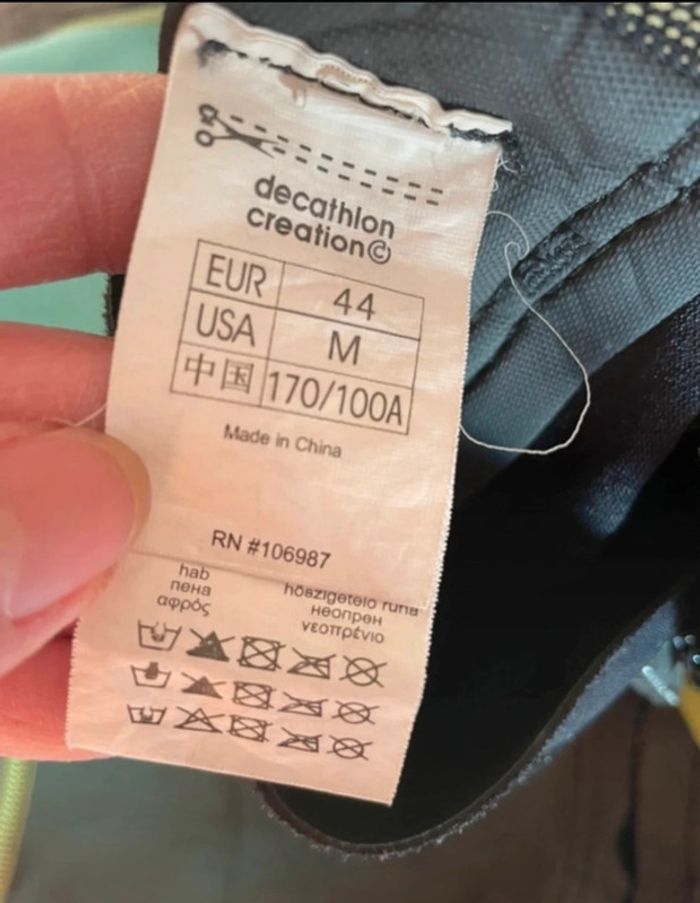 decathlon
creation©
EUR 44
USA M
中国 170/100A
Made in China
RN #106987
hab hőszigetelő ruha
пена неопрен
αφρός νεοπρένιο